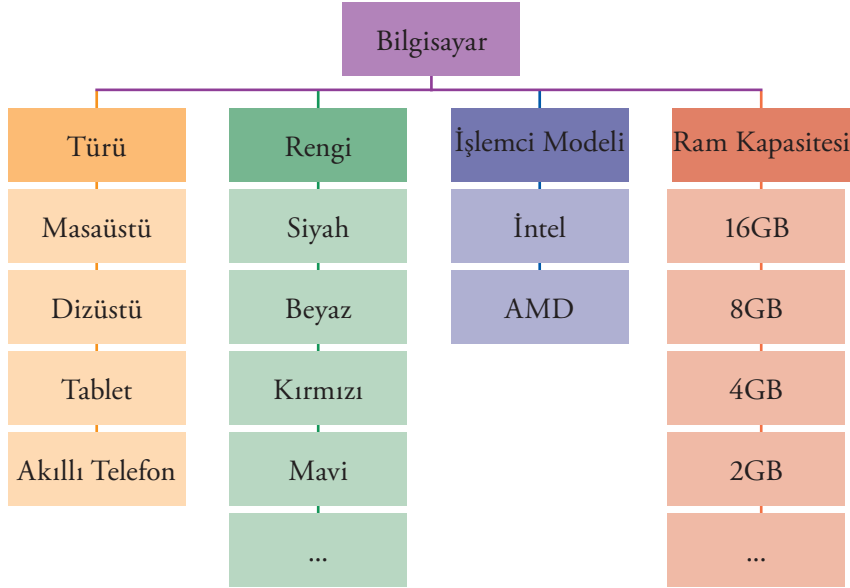 Bilgisayar
Türü
Masaüstü
Dizüstü
Tablet
Akıllı Telefon
Rengi
Siyah
Beyaz
Kırmızı
Mavi
...
İşlemci Modeli
İntel
AMD
Ram Kapasitesi
16GB
8GB
4GB
2GB
...